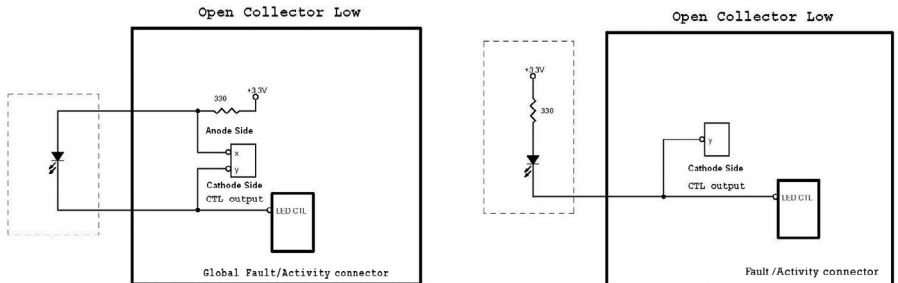 Open Collector Low
330
+3.3V
Anode Side
x
y
Cathode Side
CTL output
LED CTL
Global Fault/Activity connector
Open Collector Low
+3.3V
330
y
Cathode Side
CTL output
LED CTL
Fault/Activity connector